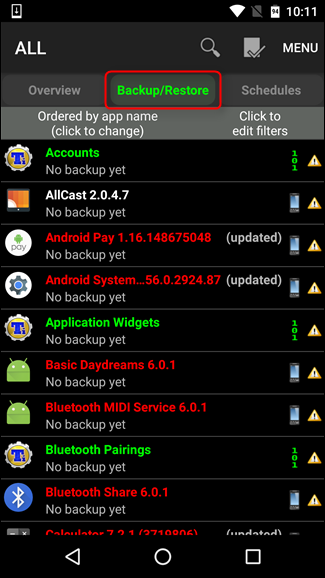 94
10:11
ALL
MENU
Overview
Backup/Restore
Schedules
Ordered by app name
(click to change)
Click to
edit filters
Accounts
No backup yet
AllCast 2.0.4.7
No backup yet
Android Pay 1.16.148675048 (updated)
No backup yet
Android System...56.0.2924.87 (updated)
No backup yet
Application Widgets
No backup yet
Basic Daydreams 6.0.1
No backup yet
Bluetooth MIDI Service 6.0.1
No backup yet
Bluetooth Pairings
No backup yet
Bluetooth Share 6.0.1
No backup yet
Calculator 7.2.1 (3719806) (updated)